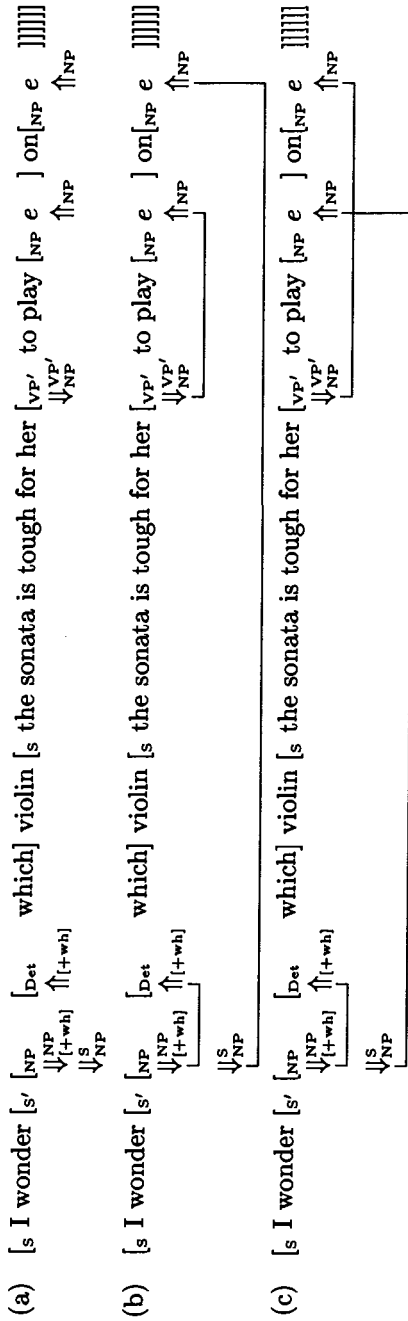 (a) [S I wonder [S′ [NP [Det which] violin [S the sonata is tough for her [VP′ to play [NP e ] on[NP e ]]]]]]
⇓NP[+wh] ⇑[+wh] ⇓VP′NP ⇑NP ⇑NP
⇓SNP
(b) [S I wonder [S′ [NP [Det which] violin [S the sonata is tough for her [VP′ to play [NP e ] on[NP e ]]]]]]
⇓NP[+wh] ⇑[+wh] ⇓VP′NP ⇑NP ⇑NP
⇓SNP
(c) [S I wonder [S′ [NP [Det which] violin [S the sonata is tough for her [VP′ to play [NP e ] on[NP e ]]]]]]
⇓NP[+wh] ⇑[+wh] ⇓VP′NP ⇑NP ⇑NP
⇓SNP